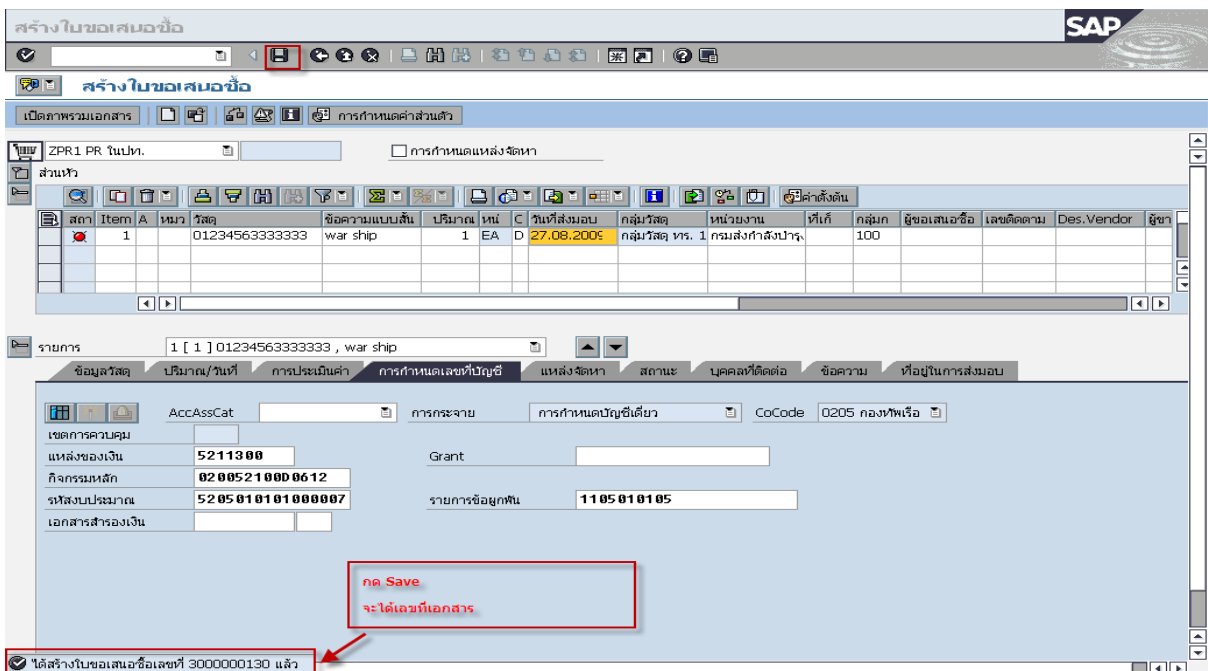 สร้างใบขอเสนอซื้อ
SAP
สร้างใบขอเสนอซื้อ
เปิดภาพรวมเอกสาร การกำหนดค่าส่วนตัว
ZPR1 PR ในปท. การกำหนดแหล่งจัดหา
ส่วนหัว
ค่าตั้งต้น
สถา Item A หมว วัสดุ ข้อความแบบสั้น ปริมาณ หน่ C วันที่ส่งมอบ กลุ่มวัสดุ หน่วยงาน ที่เก็ กลุ่มก ผู้ขอเสนอซื้อ เลขติดตาม Des.Vendor ผู้ขา
1 01234563333333 war ship 1 EA D 27.08.2009 กลุ่มวัสดุ ทร. 1 กรมส่งกำลังบำรุง 100
รายการ 1 [ 1 ] 01234563333333 , war ship
ข้อมูลวัสดุ ปริมาณ/วันที่ การประเมินค่า การกำหนดเลขที่บัญชี แหล่งจัดหา สถานะ บุคคลที่ติดต่อ ข้อความ ที่อยู่ในการส่งมอบ
AccAssCat การกระจาย การกำหนดบัญชีเดี่ยว CoCode 0205 กองทัพเรือ
เขตการควบคุม
แหล่งของเงิน 5211300 Grant
กิจกรรมหลัก 020052100D0612
รหัสงบประมาณ 5205010101000007 รายการข้อผูกพัน 1105010105
เอกสารสำรองเงิน
กด Save
จะได้เลขที่เอกสาร
ได้สร้างใบขอเสนอซื้อเลขที่ 3000000130 แล้ว